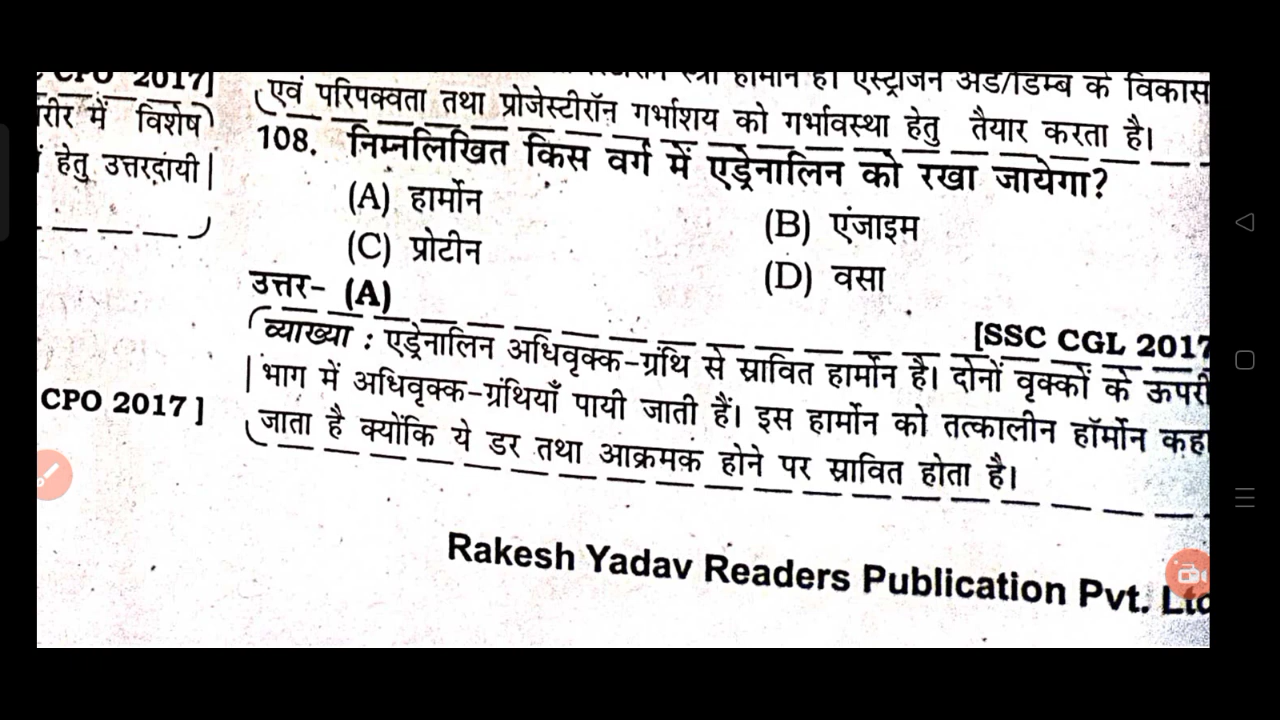 CPO 2017]
रीर में विशेष
हेतु उत्तरदायी
CPO 2017 ]
हार्मोन है। एस्ट्रोजन अंड/डिम्ब के विकास
एवं परिपक्वता तथा प्रोजेस्टीरॉन गर्भाशय को गर्भावस्था हेतु तैयार करता है।
108. निम्नलिखित किस वर्ग में एड्रेनालिन को रखा जायेगा?
(A) हार्मोन (B) एंजाइम
(C) प्रोटीन (D) वसा
उत्तर- (A)
[SSC CGL 2017
व्याख्या : एड्रेनालिन अधिवृक्क-ग्रंथि से स्रावित हार्मोन है। दोनों वृक्कों के ऊपरी
भाग में अधिवृक्क-ग्रंथियाँ पायी जाती हैं। इस हार्मोन को तत्कालीन हॉर्मोन कहा
जाता है क्योंकि ये डर तथा आक्रमक होने पर स्रावित होता है।
Rakesh Yadav Readers Publication Pvt. Ltd